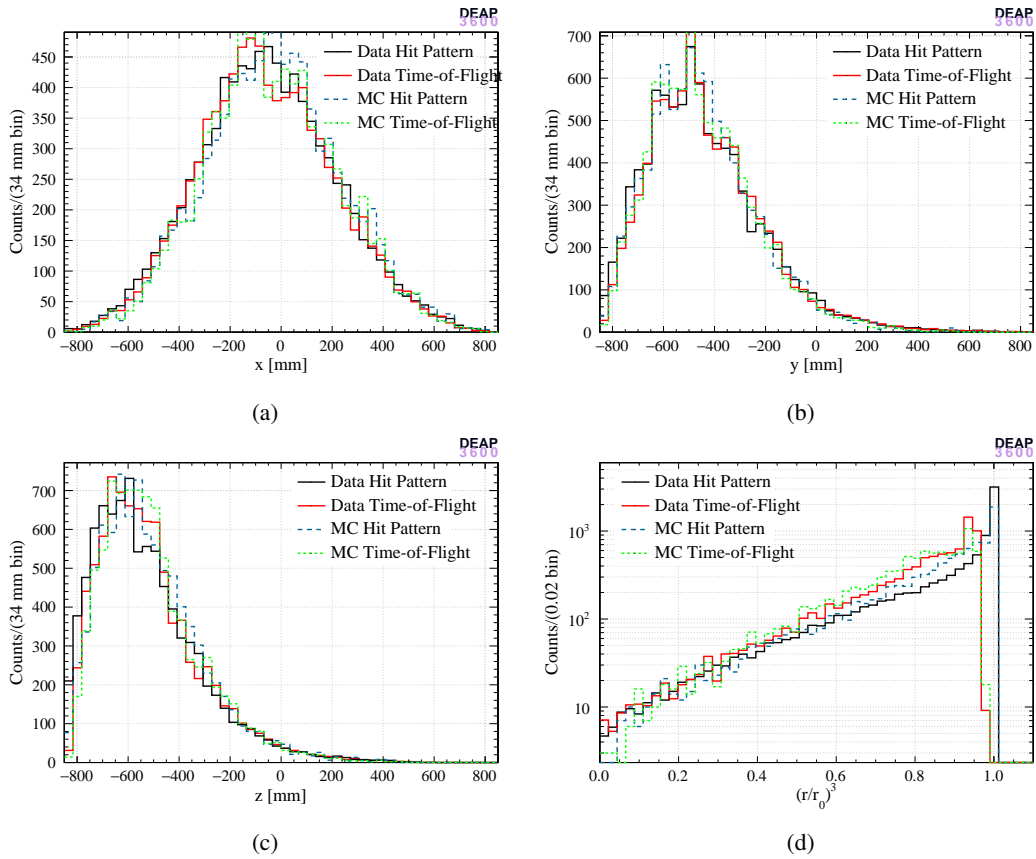 DEAP
3600
Counts/(34 mm bin)
450
400
350
300
250
200
150
100
50
0
Data Hit Pattern
Data Time-of-Flight
MC Hit Pattern
MC Time-of-Flight
−800 −600 −400 −200 0 200 400 600 800
x [mm]
(a)
DEAP
3600
Counts/(34 mm bin)
700
600
500
400
300
200
100
0
Data Hit Pattern
Data Time-of-Flight
MC Hit Pattern
MC Time-of-Flight
−800 −600 −400 −200 0 200 400 600 800
y [mm]
(b)
DEAP
3600
Counts/(34 mm bin)
700
600
500
400
300
200
100
0
Data Hit Pattern
Data Time-of-Flight
MC Hit Pattern
MC Time-of-Flight
−800 −600 −400 −200 0 200 400 600 800
z [mm]
(c)
DEAP
3600
Counts/(0.02 bin)
10³
10²
10
Data Hit Pattern
Data Time-of-Flight
MC Hit Pattern
MC Time-of-Flight
0.0 0.2 0.4 0.6 0.8 1.0
(r/r₀)³
(d)